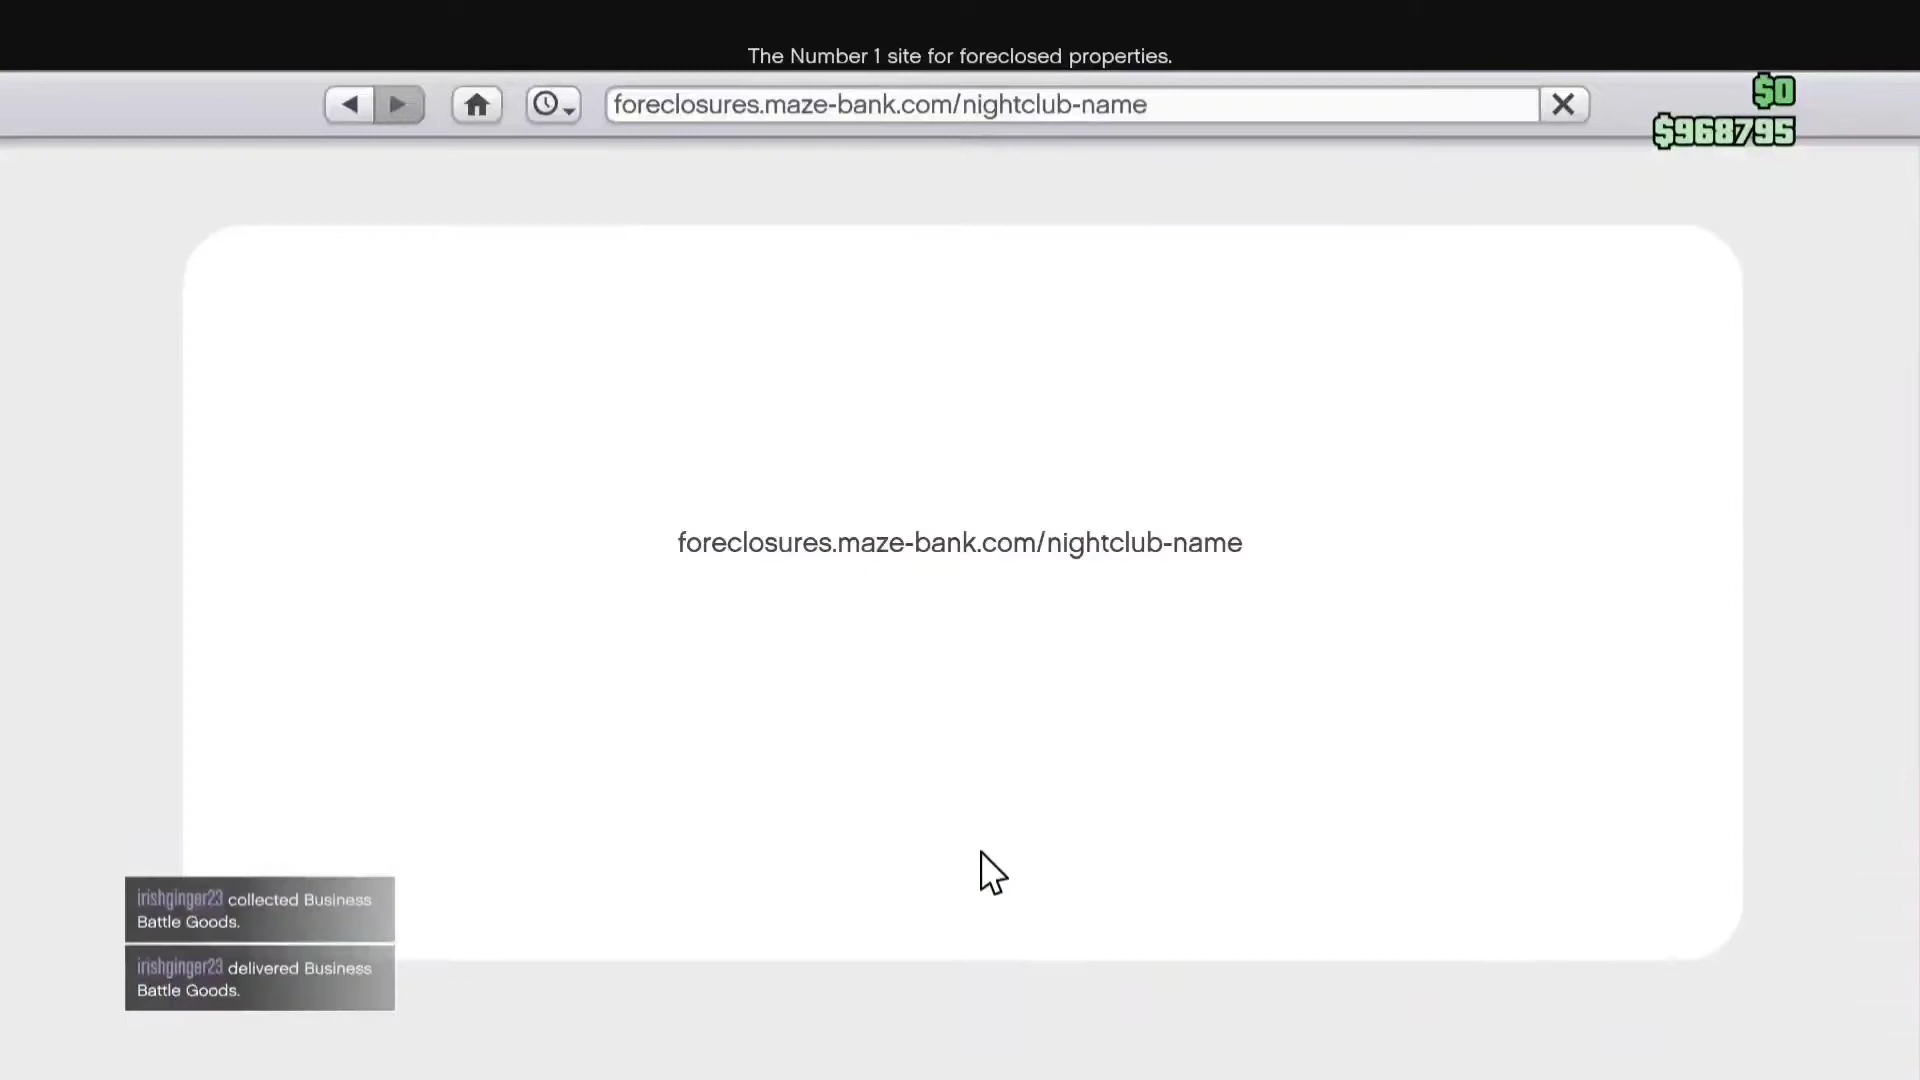 The Number 1 site for foreclosed properties.
foreclosures.maze-bank.com/nightclub-name
$0
$968795
foreclosures.maze-bank.com/nightclub-name
irishginger23 collected Business
Battle Goods.
irishginger23 delivered Business
Battle Goods.